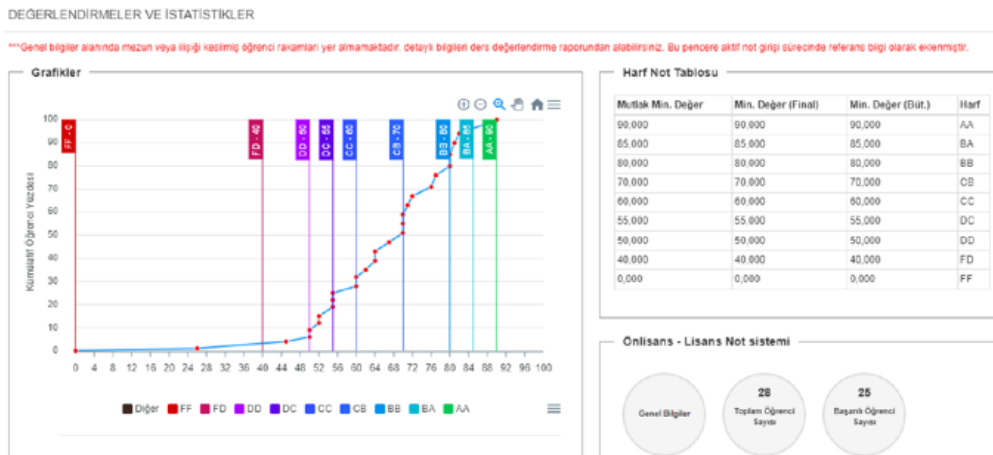 DEĞERLENDİRMELER VE İSTATİSTİKLER
***Genel bilgiler alanında mezun veya ilişiği kesilmiş öğrenci rakamları yer almamaktadır. detaylı bilgileri ders değerlendirme raporundan alabilirsiniz. Bu pencere aktif not girişi sürecinde referans bilgi olarak eklenmiştir.
Grafikler
Kümülatif Öğrenci Yüzdesi
100
90
80
70
60
50
40
30
20
10
0
FF - 0
FD - 40
DD - 50
DC - 55
CC - 60
CB - 70
BB - 80
BA - 85
AA - 90
0 4 8 12 16 20 24 28 32 36 40 44 48 52 56 60 64 68 72 76 80 84 88 92 96 100
Diğer FF FD DD DC CC CB BB BA AA
Harf Not Tablosu
Mutlak Min. Değer Min. Değer (Final) Min. Değer (Büt.) Harf
90,000 90,000 90,000 AA
85,000 85,000 85,000 BA
80,000 80,000 80,000 BB
70,000 70,000 70,000 CB
60,000 60,000 60,000 CC
55,000 55,000 55,000 DC
50,000 50,000 50,000 DD
40,000 40,000 40,000 FD
0,000 0,000 0,000 FF
Önlisans - Lisans Not sistemi
Genel Bilgiler
28
Toplam Öğrenci
Sayısı
25
Başarılı Öğrenci
Sayısı